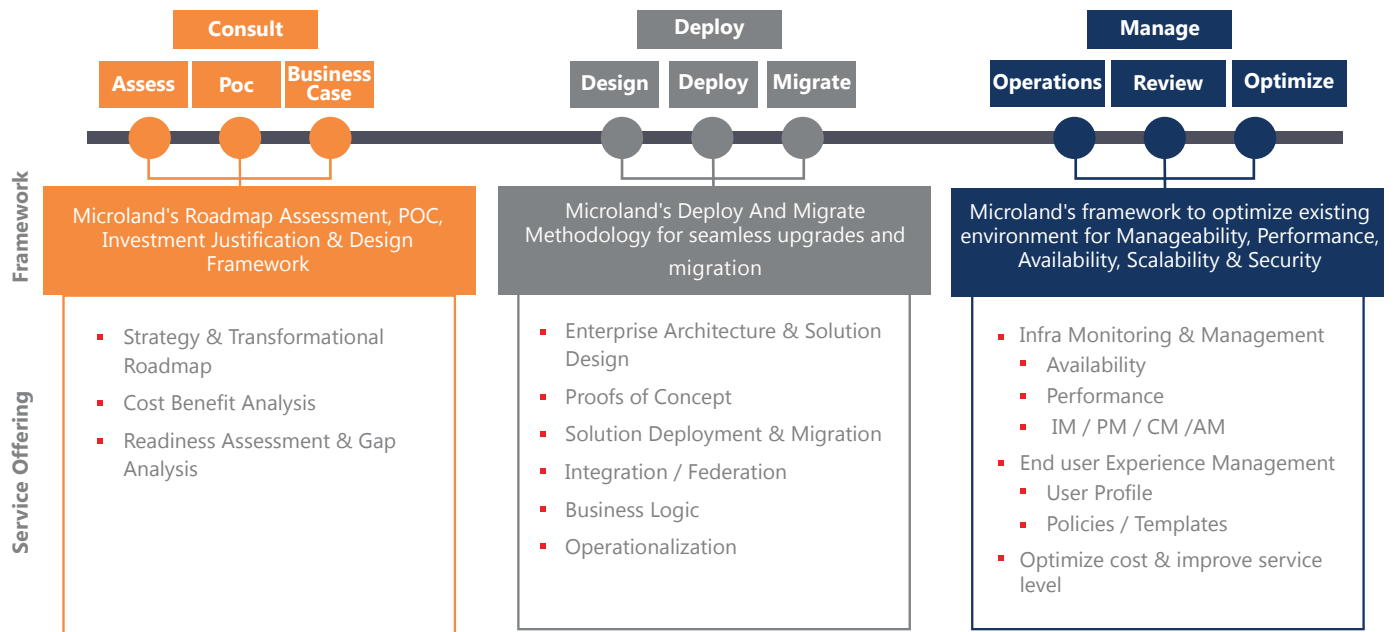 Consult
Assess
Poc
Business
Case
Deploy
Design
Deploy
Migrate
Manage
Operations
Review
Optimize
Framework
Microland's Roadmap Assessment, POC,
Investment Justification & Design
Framework
Microland's Deploy And Migrate
Methodology for seamless upgrades and
migration
Microland's framework to optimize existing
environment for Manageability, Performance,
Availability, Scalability & Security
Service Offering
Strategy & Transformational
Roadmap
Cost Benefit Analysis
Readiness Assessment & Gap
Analysis
Enterprise Architecture & Solution
Design
Proofs of Concept
Solution Deployment & Migration
Integration / Federation
Business Logic
Operationalization
Infra Monitoring & Management
Availability
Performance
IM / PM / CM /AM
End user Experience Management
User Profile
Policies / Templates
Optimize cost & improve service
level